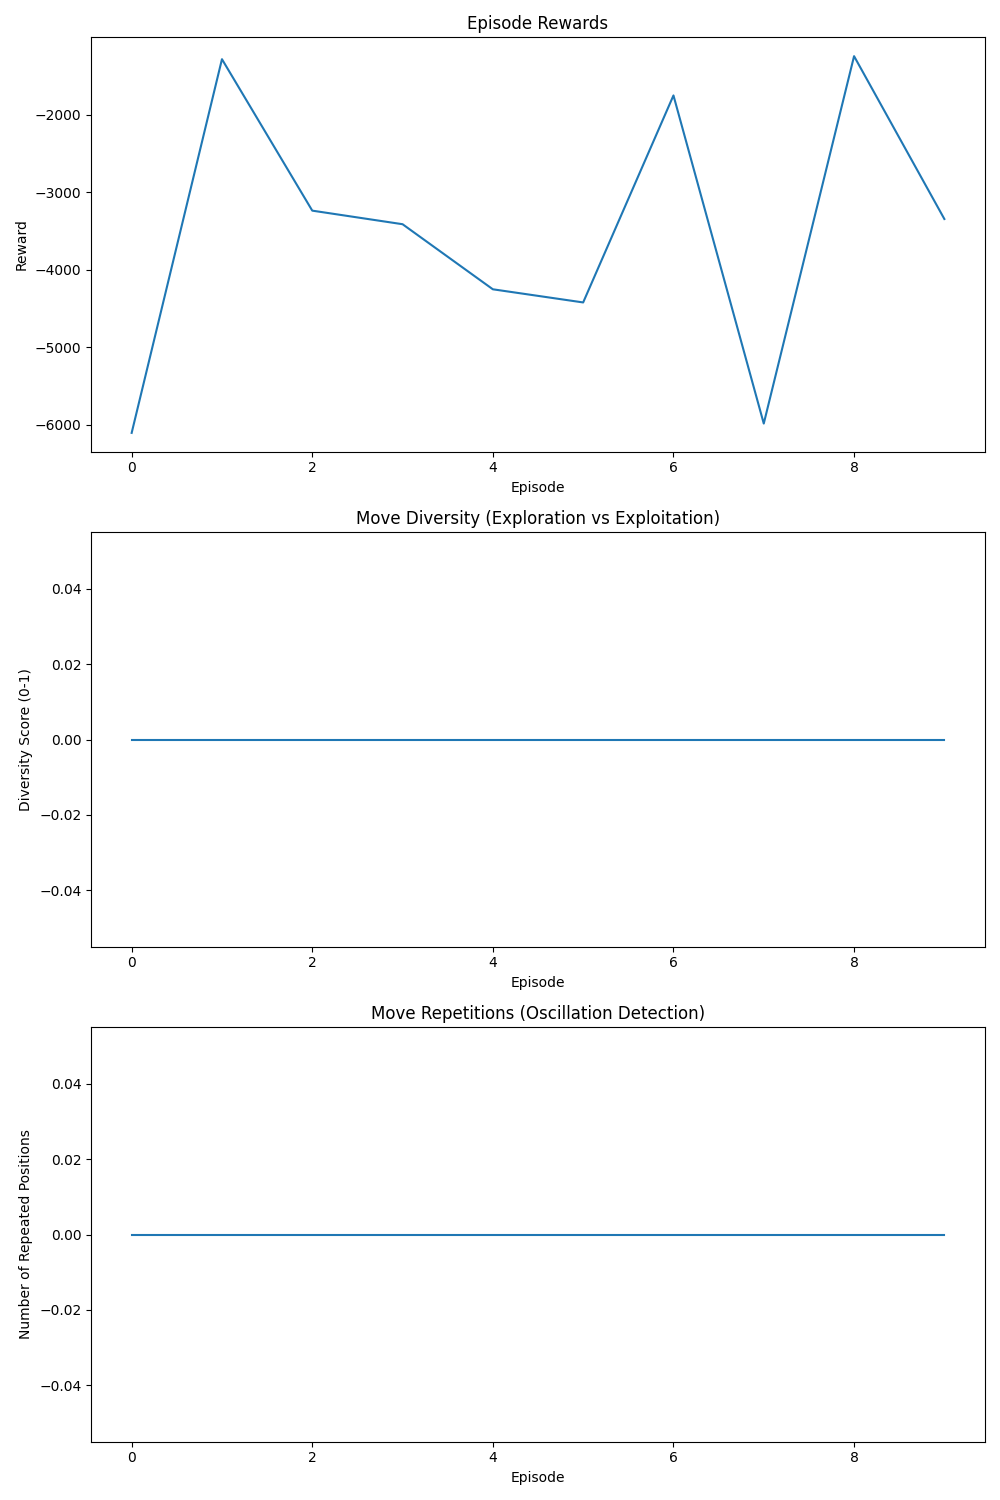 Episode Rewards
Reward
−2000
−3000
−4000
−5000
−6000
0 2 4 6 8
Episode
Move Diversity (Exploration vs Exploitation)
Diversity Score (0-1)
0.04
0.02
0.00
−0.02
−0.04
0 2 4 6 8
Episode
Move Repetitions (Oscillation Detection)
Number of Repeated Positions
0.04
0.02
0.00
−0.02
−0.04
0 2 4 6 8
Episode